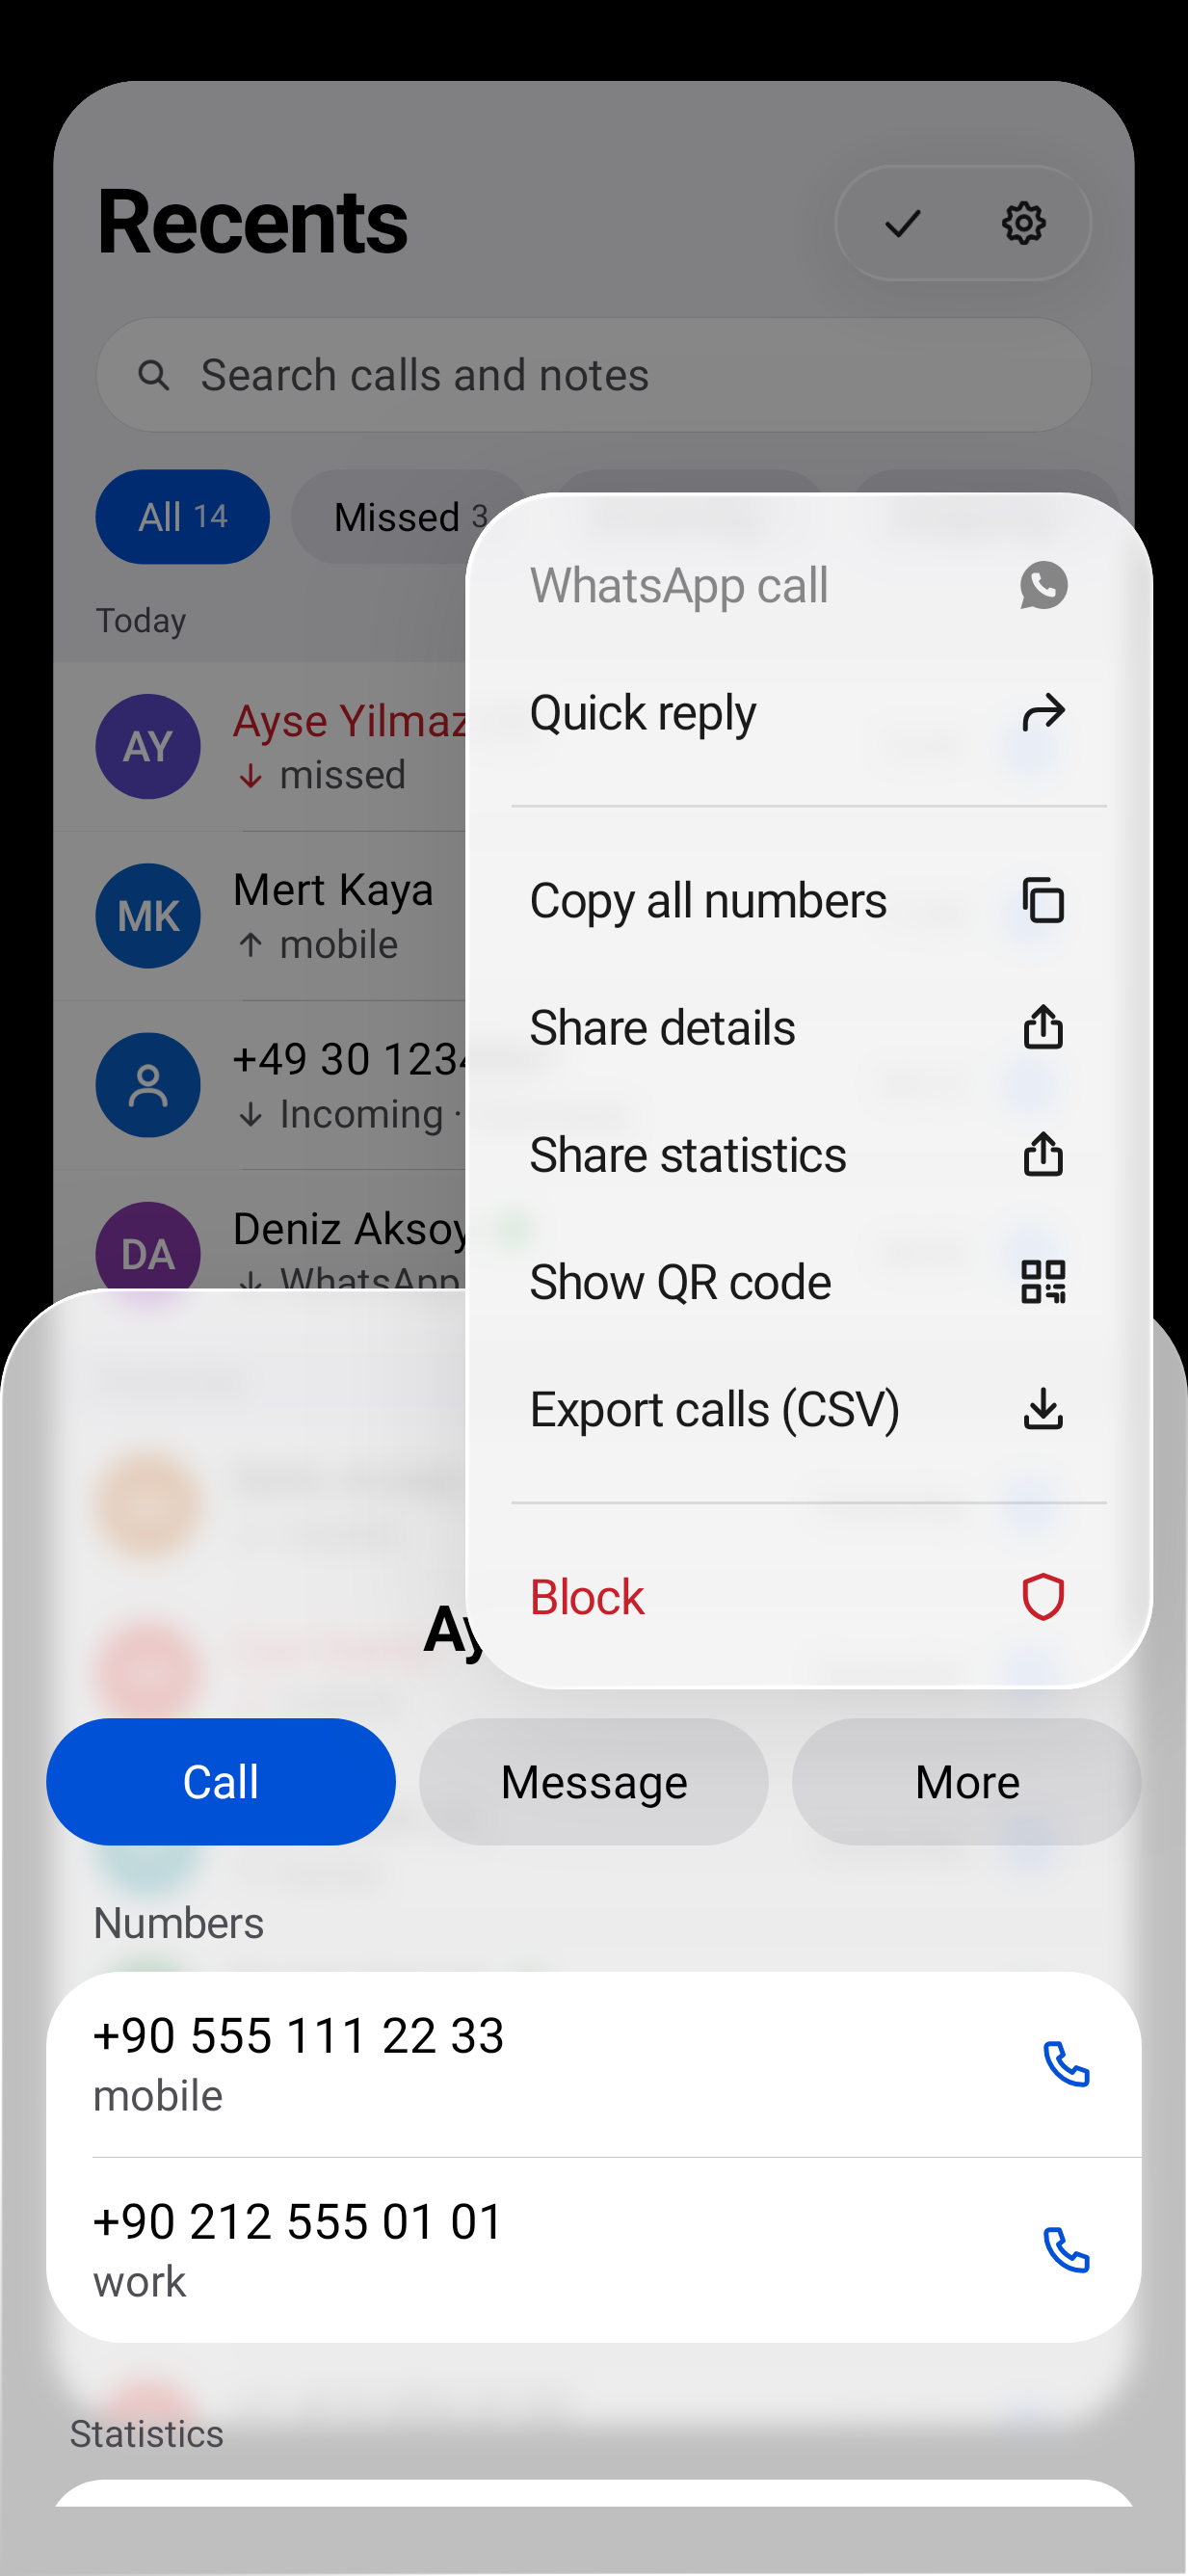 Recents
Search calls and notes
All 14
Missed 3
Today
AY
Ayse Yilmaz
missed
MK
Mert Kaya
mobile
+49 30 1234
Incoming ·
DA
Deniz Aksoy
WhatsApp
WhatsApp call
Quick reply
Copy all numbers
Share details
Share statistics
Show QR code
Export calls (CSV)
Block
Ay
Call
Message
More
Numbers
+90 555 111 22 33
mobile
+90 212 555 01 01
work
Statistics